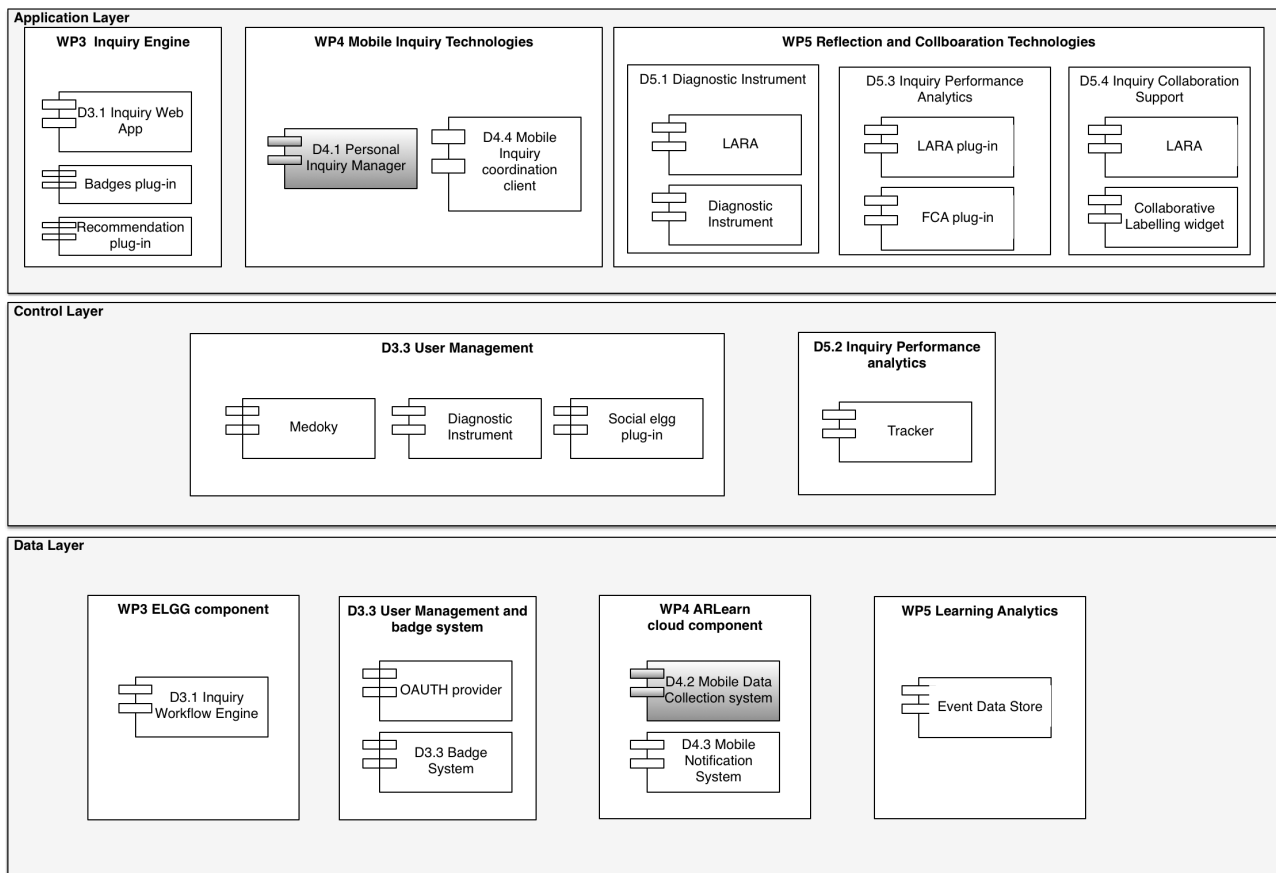 Application Layer
WP3  Inquiry Engine
D3.1 Inquiry Web
App
Badges plug-in
Recommendation
plug-in
WP4 Mobile Inquiry Technologies
D4.1 Personal
Inquiry Manager
D4.4 Mobile
Inquiry
coordination
client
WP5 Reflection and Collboaration Technologies
D5.1 Diagnostic Instrument
LARA
Diagnostic
Instrument
D5.3 Inquiry Performance
Analytics
LARA plug-in
FCA plug-in
D5.4 Inquiry Collaboration
Support
LARA
Collaborative
Labelling widget
Control Layer
D3.3 User Management
Medoky
Diagnostic
Instrument
Social elgg
plug-in
D5.2 Inquiry Performance
analytics
Tracker
Data Layer
WP3 ELGG component
D3.1 Inquiry
Workflow Engine
D3.3 User Management and
badge system
OAUTH provider
D3.3 Badge
System
WP4 ARLearn
cloud component
D4.2 Mobile Data
Collection system
D4.3 Mobile
Notification
System
WP5 Learning Analytics
Event Data Store